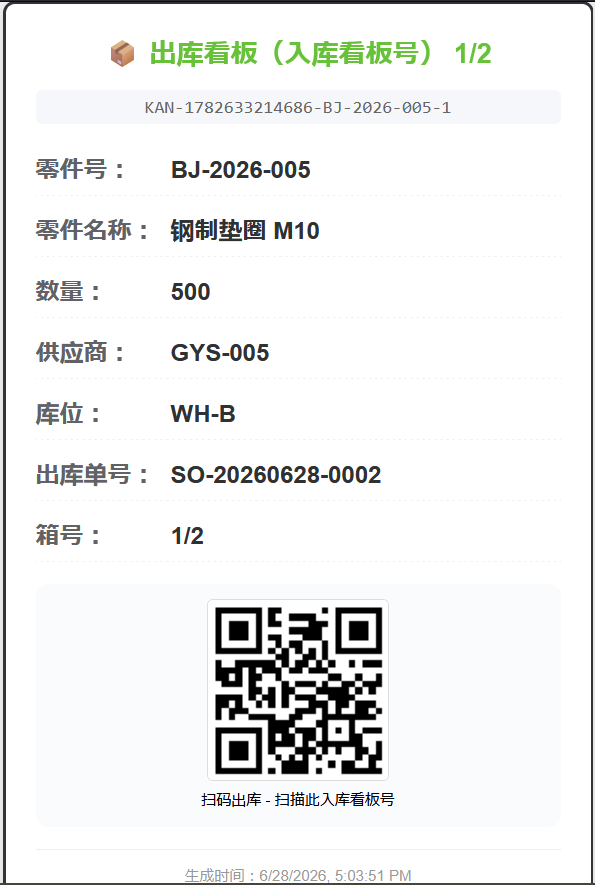 出库看板（入库看板号） 1/2
KAN-1782633214686-BJ-2026-005-1
零件号： BJ-2026-005
零件名称： 钢制垫圈 M10
数量： 500
供应商： GYS-005
库位： WH-B
出库单号： SO-20260628-0002
箱号： 1/2
扫码出库 - 扫描此入库看板号
生成时间：6/28/2026, 5:03:51 PM